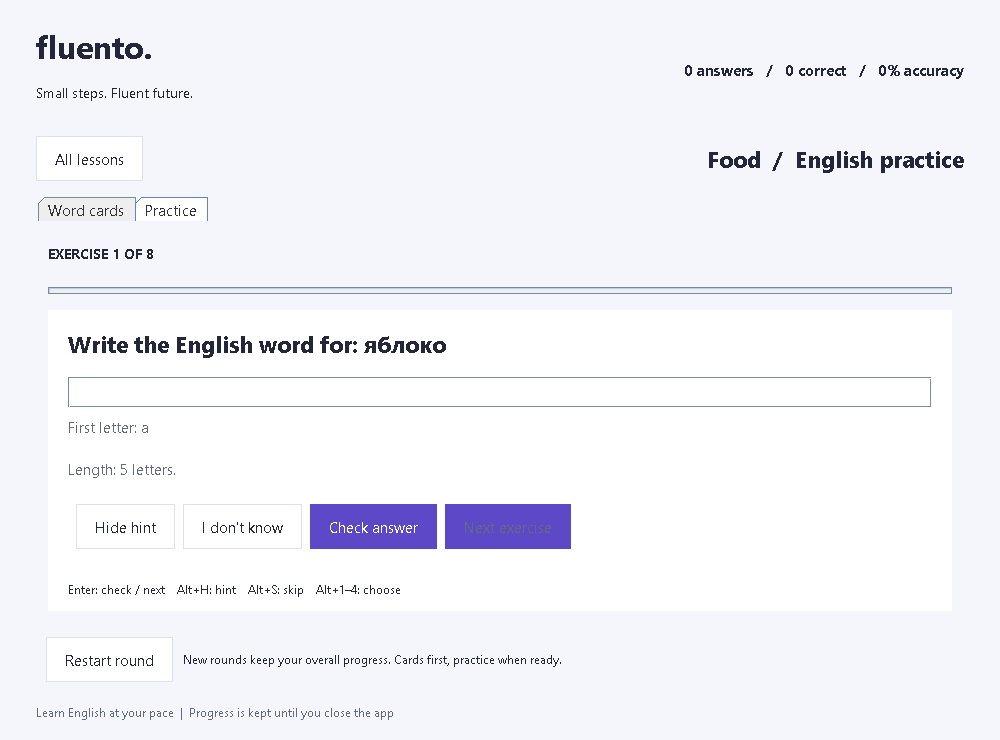 fluento.
0 answers / 0 correct / 0% accuracy
Small steps. Fluent future.
All lessons
Food / English practice
Word cards
Practice
EXERCISE 1 OF 8
Write the English word for: яблоко
First letter: a
Length: 5 letters.
Hide hint
I don't know
Check answer
Next exercise
Enter: check / next Alt+H: hint Alt+S: skip Alt+1–4: choose
Restart round
New rounds keep your overall progress. Cards first, practice when ready.
Learn English at your pace | Progress is kept until you close the app